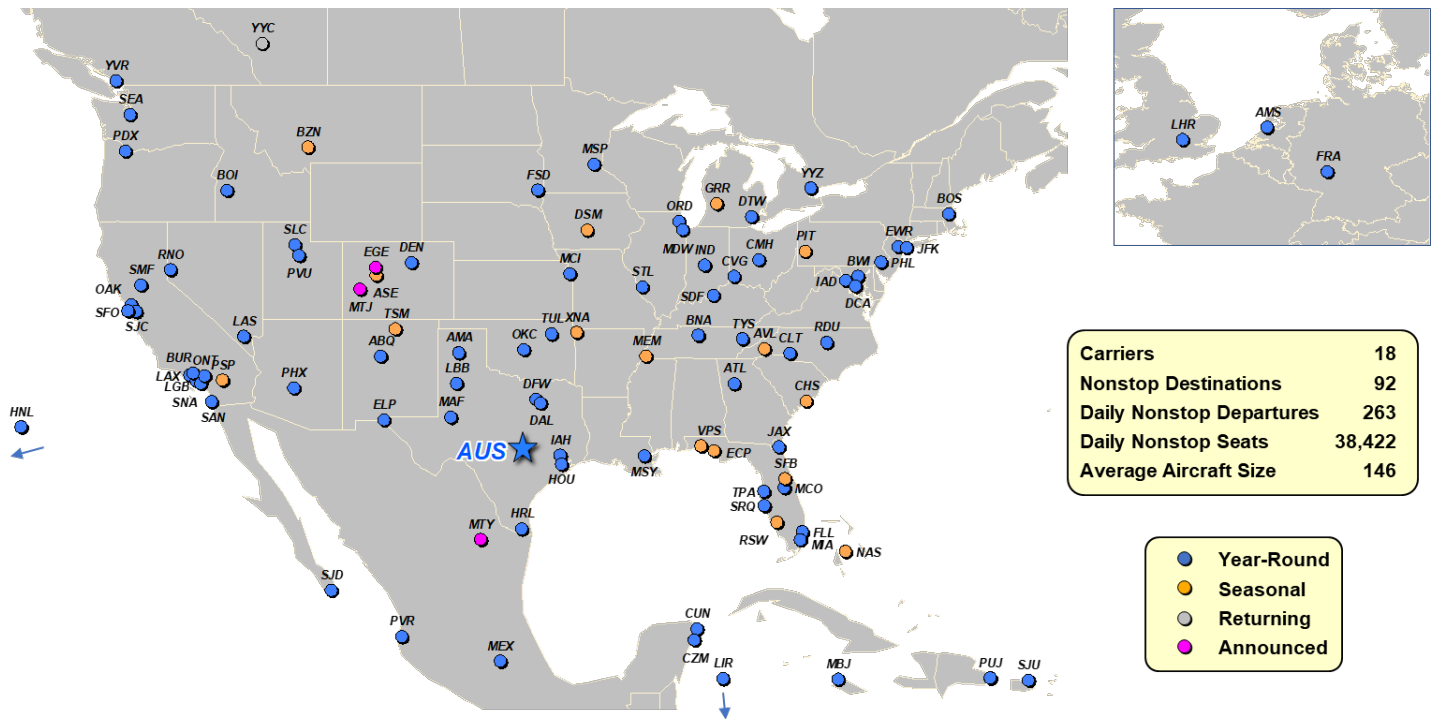 YYC
YVR
SEA
PDX
BZN
BOI
MSP
FSD
YYZ
GRR
DTW
BOS
ORD
DSM
MDW
IND
CMH
PIT
EWR
JFK
PHL
SLC
PVU
RNO
SMF
EGE
DEN
ASE
MTJ
MCI
STL
CVG
SDF
BWI
IAD
DCA
OAK
SFO
SJC
LAS
TSM
ABQ
AMA
OKC
TUL
XNA
MEM
BNA
TYS
AVL
CLT
RDU
BUR
ONT
PSP
LAX
LGB
SNA
SAN
PHX
LBB
MAF
ELP
DFW
DAL
ATL
CHS
HNL
AUS
IAH
HOU
MSY
VPS
ECP
JAX
SFB
MCO
TPA
SRQ
RSW
FLL
MIA
NAS
HRL
MTY
SJD
PVR
MEX
CUN
CZM
LIR
MBJ
PUJ
SJU
LHR
AMS
FRA
Carriers 18
Nonstop Destinations 92
Daily Nonstop Departures 263
Daily Nonstop Seats 38,422
Average Aircraft Size 146
Year-Round
Seasonal
Returning
Announced